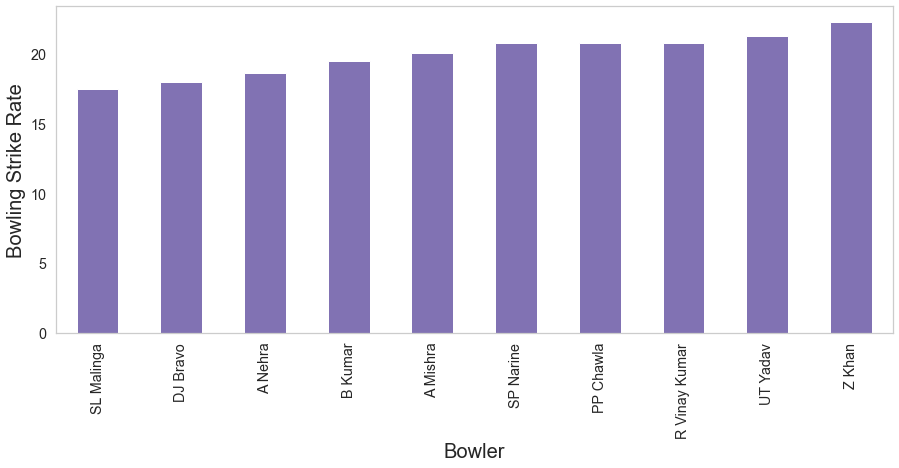 Bowling Strike Rate
20
15
10
5
0
SL Malinga
DJ Bravo
A Nehra
B Kumar
A Mishra
SP Narine
PP Chawla
R Vinay Kumar
UT Yadav
Z Khan
Bowler